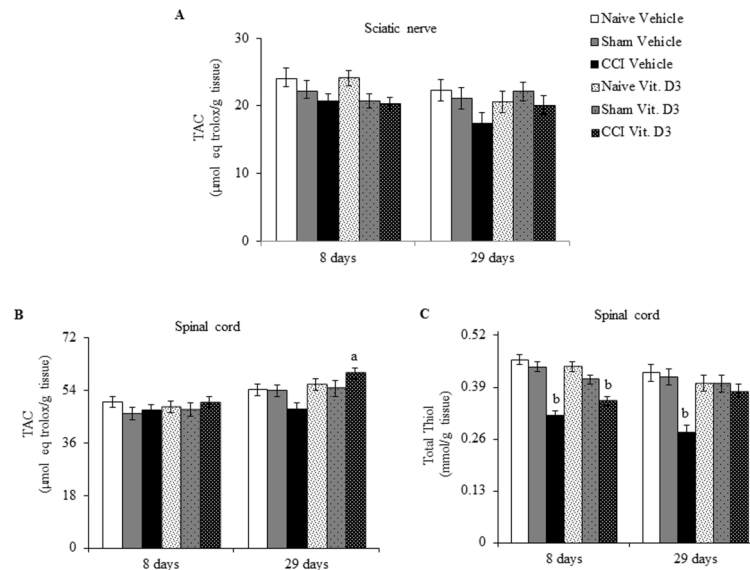 A
Sciatic nerve
TAC
(μmol eq trolox/g tissue)
30
20
10
0
8 days
29 days
Naive Vehicle
Sham Vehicle
CCI Vehicle
Naive Vit. D3
Sham Vit. D3
CCI Vit. D3
B
Spinal cord
TAC
(μmol eq trolox/g tissue)
72
54
36
18
0
a
8 days
29 days
C
Spinal cord
Total Thiol
(mmol/g tissue)
0.52
0.39
0.26
0.13
0
b
b
b
8 days
29 days